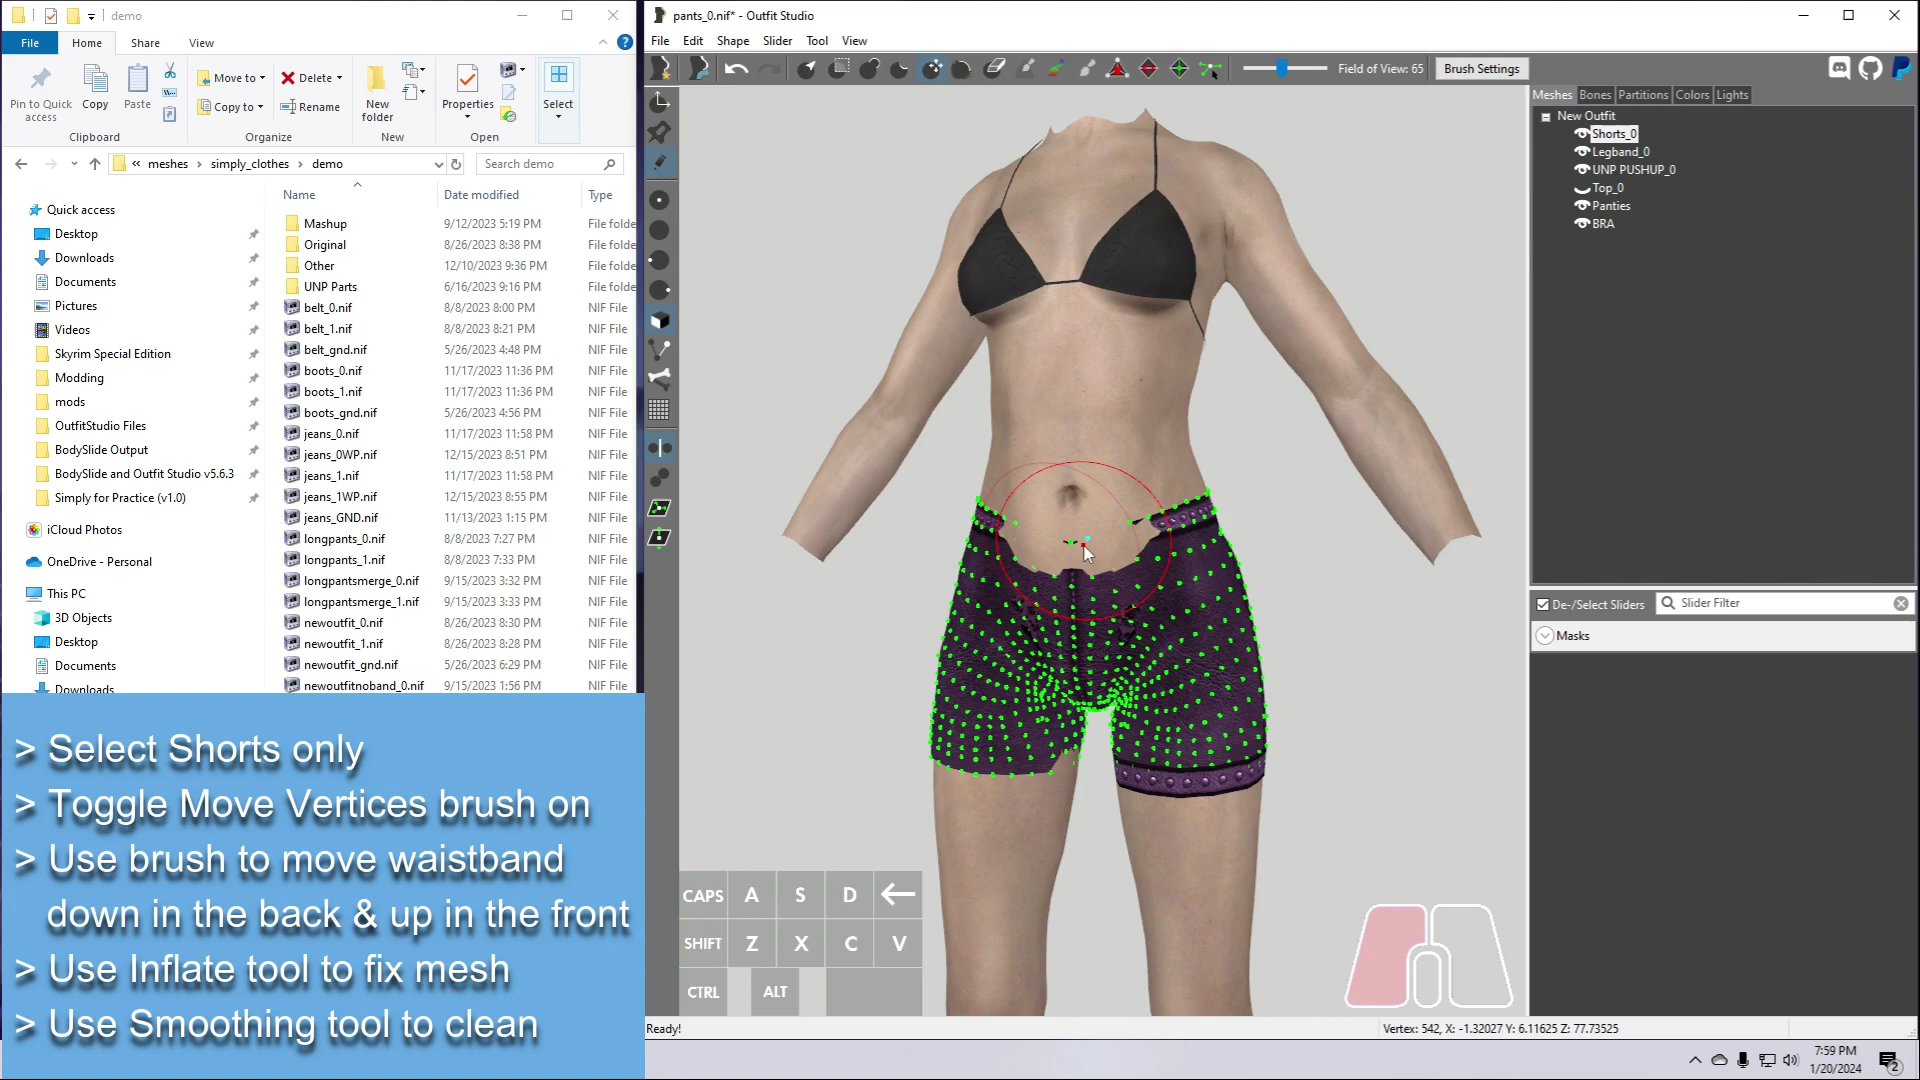 demo
File Home Share View
Pin to Quick access
Copy
Paste
Move to
Copy to
Delete
Rename
New folder
Properties
Select
Clipboard
Organize
New
Open
« meshes simply_clothes demo
Search demo
Name Date modified Type
Quick access
Desktop
Downloads
Documents
Pictures
Videos
Skyrim Special Edition
Modding
mods
OutfitStudio Files
BodySlide Output
BodySlide and Outfit Studio v5.6.3
Simply for Practice (v1.0)
iCloud Photos
OneDrive - Personal
This PC
3D Objects
Desktop
Documents
Downloads
Mashup 9/12/2023 5:19 PM File folde
Original 8/26/2023 8:38 PM File folde
Other 12/10/2023 9:36 PM File folde
UNP Parts 6/16/2023 9:16 PM File folde
belt_0.nif 8/8/2023 8:00 PM NIF File
belt_1.nif 8/8/2023 8:21 PM NIF File
belt_gnd.nif 5/26/2023 4:48 PM NIF File
boots_0.nif 11/17/2023 11:36 PM NIF File
boots_1.nif 11/17/2023 11:36 PM NIF File
boots_gnd.nif 5/26/2023 4:56 PM NIF File
jeans_0.nif 11/17/2023 11:58 PM NIF File
jeans_0WP.nif 12/15/2023 8:51 PM NIF File
jeans_1.nif 11/17/2023 11:58 PM NIF File
jeans_1WP.nif 12/15/2023 8:55 PM NIF File
jeans_GND.nif 11/13/2023 1:15 PM NIF File
longpants_0.nif 8/8/2023 7:27 PM NIF File
longpants_1.nif 8/8/2023 7:33 PM NIF File
longpantsmerge_0.nif 9/15/2023 3:32 PM NIF File
longpantsmerge_1.nif 9/15/2023 3:33 PM NIF File
newoutfit_0.nif 8/26/2023 8:30 PM NIF File
newoutfit_1.nif 8/26/2023 8:28 PM NIF File
newoutfit_gnd.nif 5/26/2023 6:29 PM NIF File
newoutfitnoband_0.nif 9/15/2023 1:56 PM NIF File
> Select Shorts only
> Toggle Move Vertices brush on
> Use brush to move waistband
down in the back & up in the front
> Use Inflate tool to fix mesh
> Use Smoothing tool to clean
pants_0.nif* - Outfit Studio
File Edit Shape Slider Tool View
Field of View: 65
Brush Settings
Meshes Bones Partitions Colors Lights
New Outfit
Shorts_0
Legband_0
UNP PUSHUP_0
Top_0
Panties
BRA
De-/Select Sliders
Slider Filter
Masks
CAPS A S D ←
SHIFT Z X C V
CTRL ALT
Ready!
Vertex: 542, X: -1.32027 Y: 6.11625 Z: 77.73525
7:59 PM
1/20/2024
2